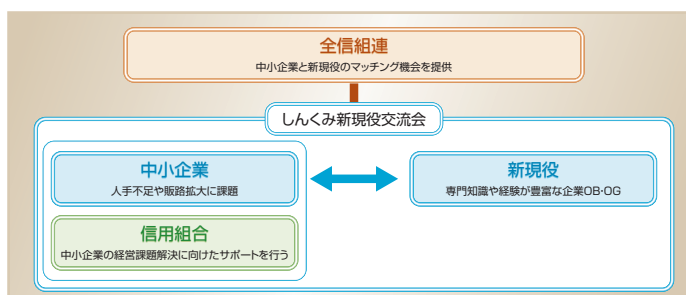 全信組連
中小企業と新現役のマッチング機会を提供
しんくみ新現役交流会
中小企業
人手不足や販路拡大に課題
新現役
専門知識や経験が豊富な企業OB・OG
信用組合
中小企業の経営課題解決に向けたサポートを行う